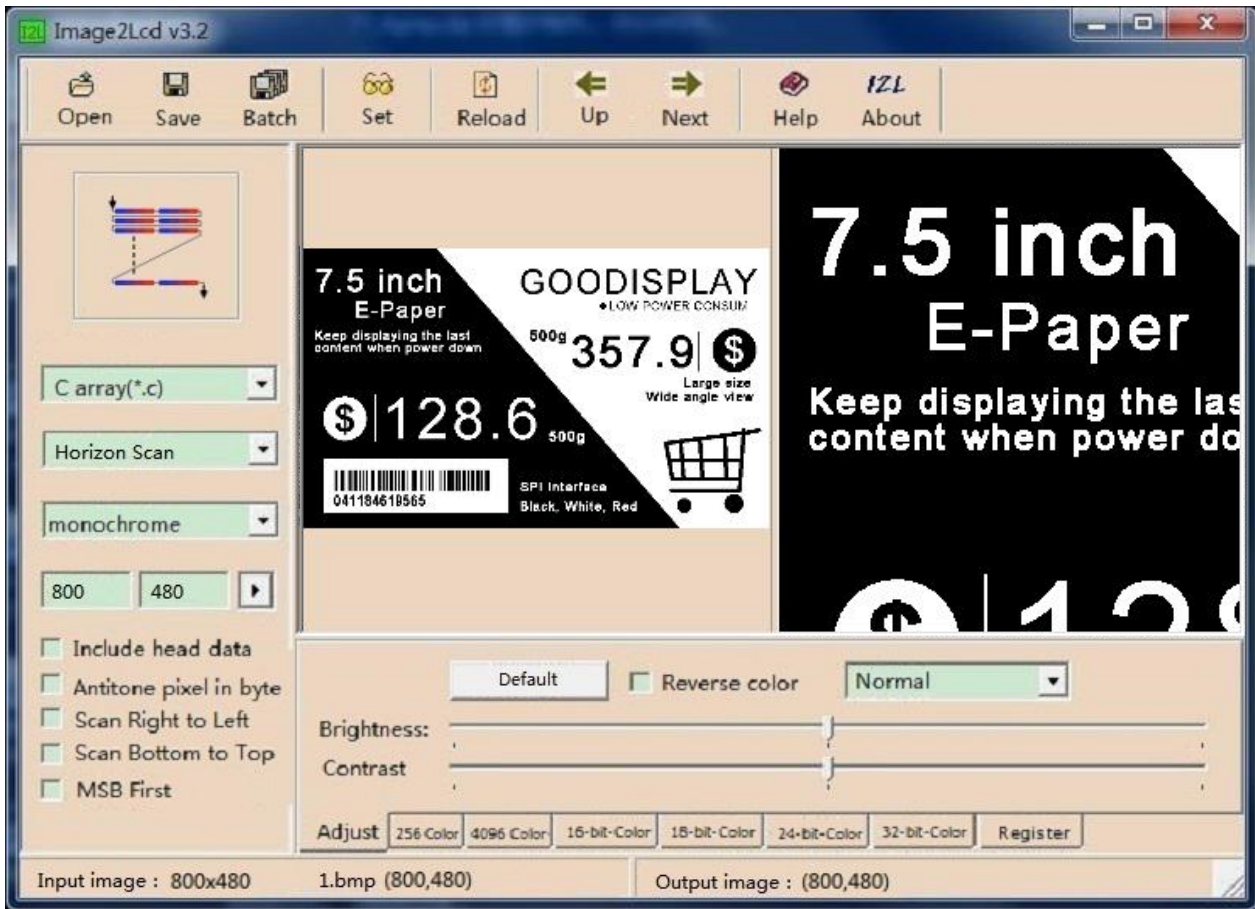 I2L Image2Lcd v3.2
Open Save Batch Set Reload Up Next Help I2L About
C array(*.c)
Horizon Scan
monochrome
800 480
Include head data
Antitone pixel in byte
Scan Right to Left
Scan Bottom to Top
MSB First
7.5 inch
E-Paper
Keep displaying the last
content when power down
GOODISPLAY
●LOW POWER CONSUM
500g 357.9 $
Large size
Wide angle view
$ 128.6 500g
041184619565
SPI Interface
Black, White, Red
7.5 inch
E-Paper
Keep displaying the las
content when power do
Default Reverse color Normal
Brightness:
Contrast
Adjust 256 Color 4096 Color 16-bit-Color 18-bit-Color 24-bit-Color 32-bit-Color Register
Input image : 800x480 1.bmp (800,480) Output image : (800,480)